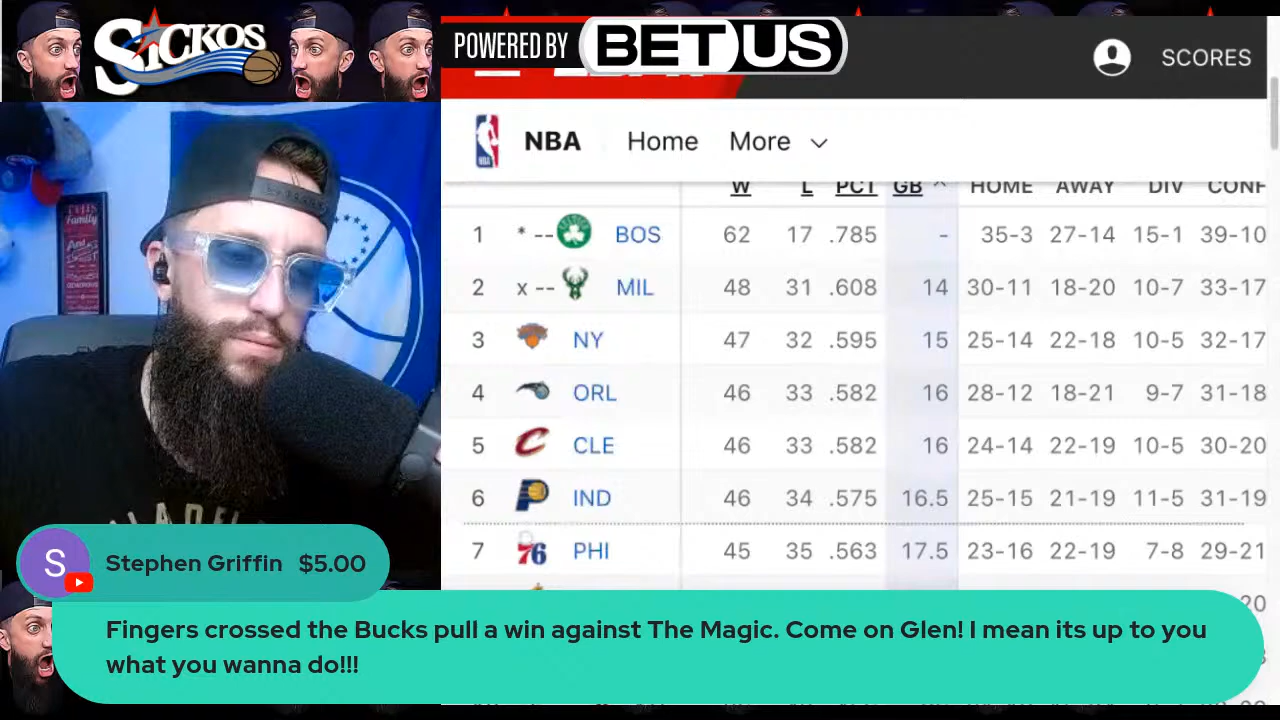 SiCKOS
POWERED BY BETUS
SCORES
NBA Home More
W L PCT GB HOME AWAY DIV CONF
1 * -- BOS 62 17 .785 - 35-3 27-14 15-1 39-10
2 x -- MIL 48 31 .608 14 30-11 18-20 10-7 33-17
3 NY 47 32 .595 15 25-14 22-18 10-5 32-17
4 ORL 46 33 .582 16 28-12 18-21 9-7 31-18
5 CLE 46 33 .582 16 24-14 22-19 10-5 30-20
6 IND 46 34 .575 16.5 25-15 21-19 11-5 31-19
7 76 PHI 45 35 .563 17.5 23-16 22-19 7-8 29-21
Family
S Stephen Griffin $5.00
Fingers crossed the Bucks pull a win against The Magic. Come on Glen! I mean its up to you
what you wanna do!!!